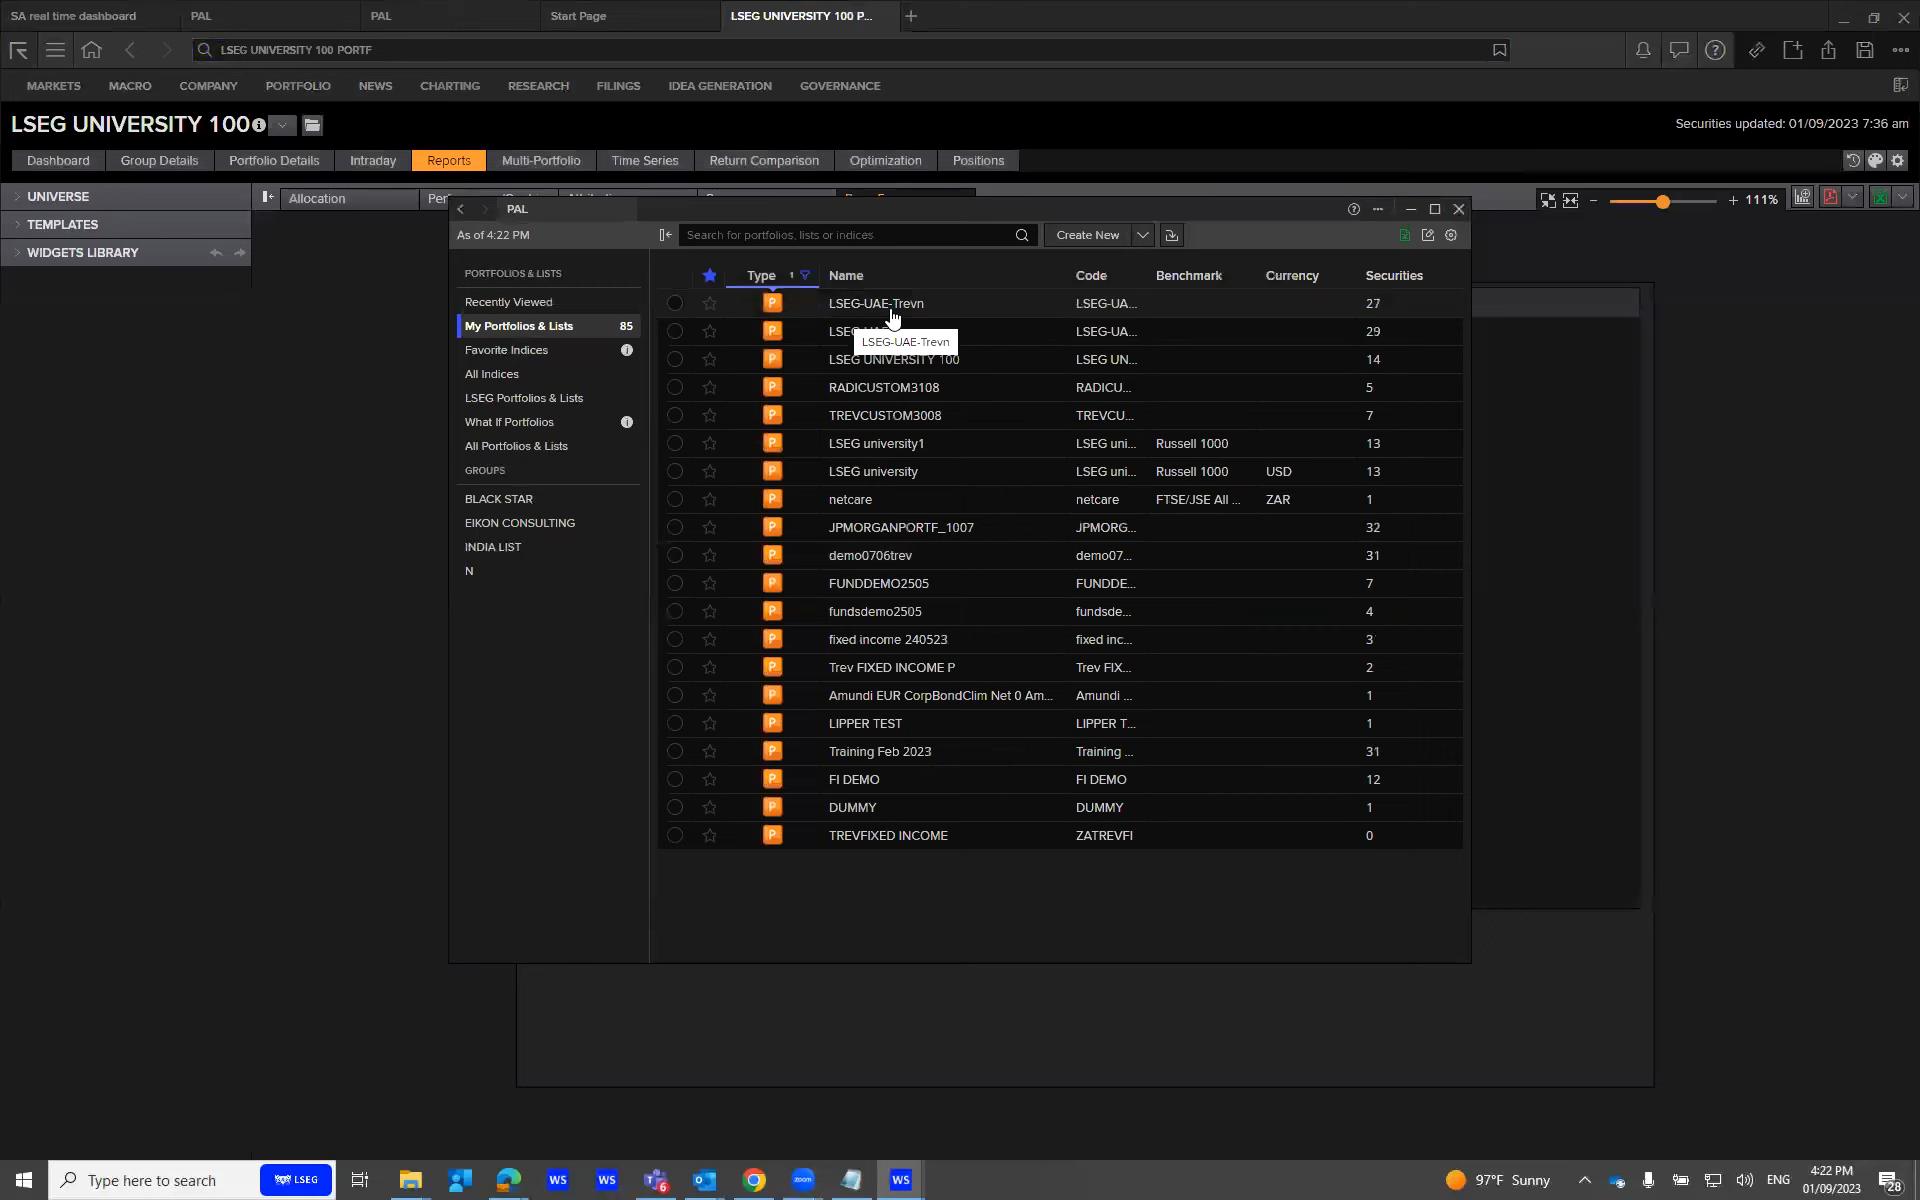 SA real time dashboard
PAL
PAL
Start Page
LSEG UNIVERSITY 100 P...
LSEG UNIVERSITY 100 PORTF
MARKETS MACRO COMPANY PORTFOLIO NEWS CHARTING RESEARCH FILINGS IDEA GENERATION GOVERNANCE
LSEG UNIVERSITY 100
Securities updated: 01/09/2023 7:36 am
Dashboard Group Details Portfolio Details Intraday Reports Multi-Portfolio Time Series Return Comparison Optimization Positions
UNIVERSE
TEMPLATES
WIDGETS LIBRARY
Allocation
111%
PAL
As of 4:22 PM
Search for portfolios, lists or indices
Create New
PORTFOLIOS & LISTS
Recently Viewed
My Portfolios & Lists 85
Favorite Indices
All Indices
LSEG Portfolios & Lists
What If Portfolios
All Portfolios & Lists
GROUPS
BLACK STAR
EIKON CONSULTING
INDIA LIST
N
Type 1 Name Code Benchmark Currency Securities
P LSEG-UAE-Trevn LSEG-UA... 27
P LSEG-UA... 29
LSEG-UAE-Trevn
P LSEG UNIVERSITY 100 LSEG UN... 14
P RADICUSTOM3108 RADICU... 5
P TREVCUSTOM3008 TREVCU... 7
P LSEG university1 LSEG uni... Russell 1000 13
P LSEG university LSEG uni... Russell 1000 USD 13
P netcare netcare FTSE/JSE All ... ZAR 1
P JPMORGANPORTF_1007 JPMORG... 32
P demo0706trev demo07... 31
P FUNDDEMO2505 FUNDDE... 7
P fundsdemo2505 fundsde... 4
P fixed income 240523 fixed inc... 3
P Trev FIXED INCOME P Trev FIX... 2
P Amundi EUR CorpBondClim Net 0 Am... Amundi ... 1
P LIPPER TEST LIPPER T... 1
P Training Feb 2023 Training ... 31
P FI DEMO FI DEMO 12
P DUMMY DUMMY 1
P TREVFIXED INCOME ZATREVFI 0
Type here to search
LSEG
WS
WS
6
zoom
WS
97°F Sunny
ENG
4:22 PM
01/09/2023
28